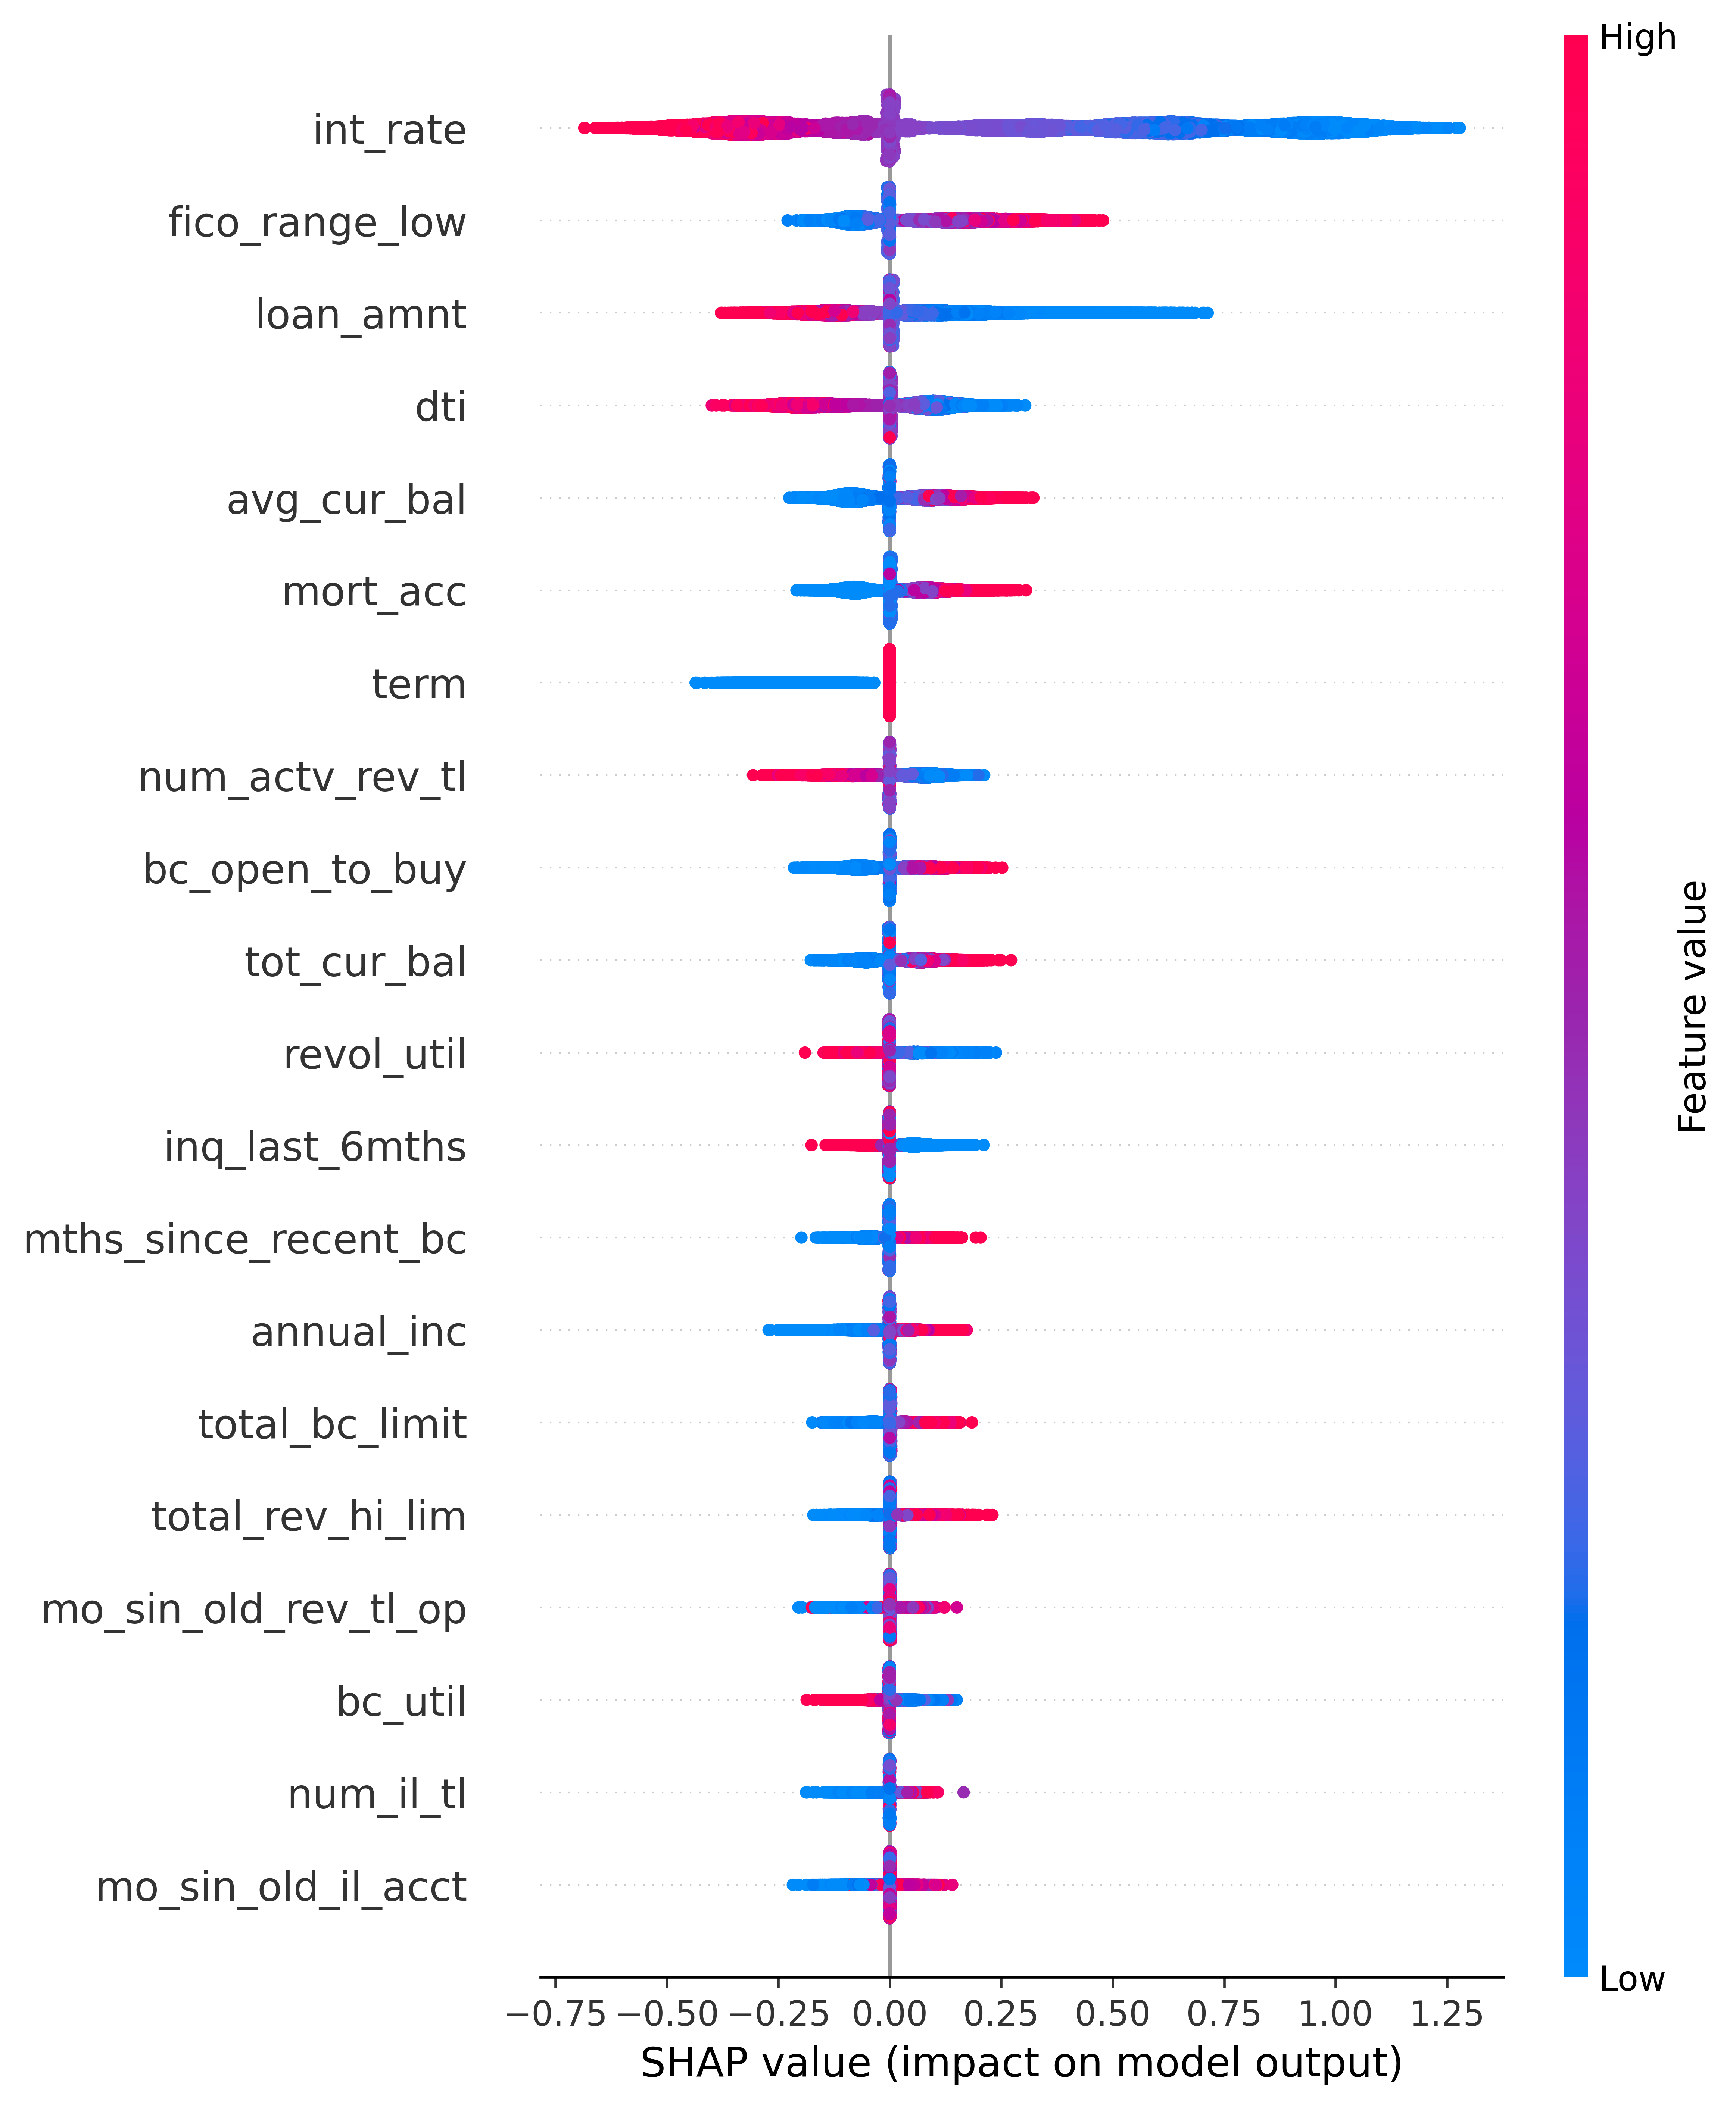 High
int_rate
fico_range_low
loan_amnt
dti
avg_cur_bal
mort_acc
term
num_actv_rev_tl
bc_open_to_buy
tot_cur_bal
revol_util
inq_last_6mths
mths_since_recent_bc
annual_inc
total_bc_limit
total_rev_hi_lim
mo_sin_old_rev_tl_op
bc_util
num_il_tl
mo_sin_old_il_acct
Feature value
Low
−0.75 −0.50 −0.25 0.00 0.25 0.50 0.75 1.00 1.25
SHAP value (impact on model output)